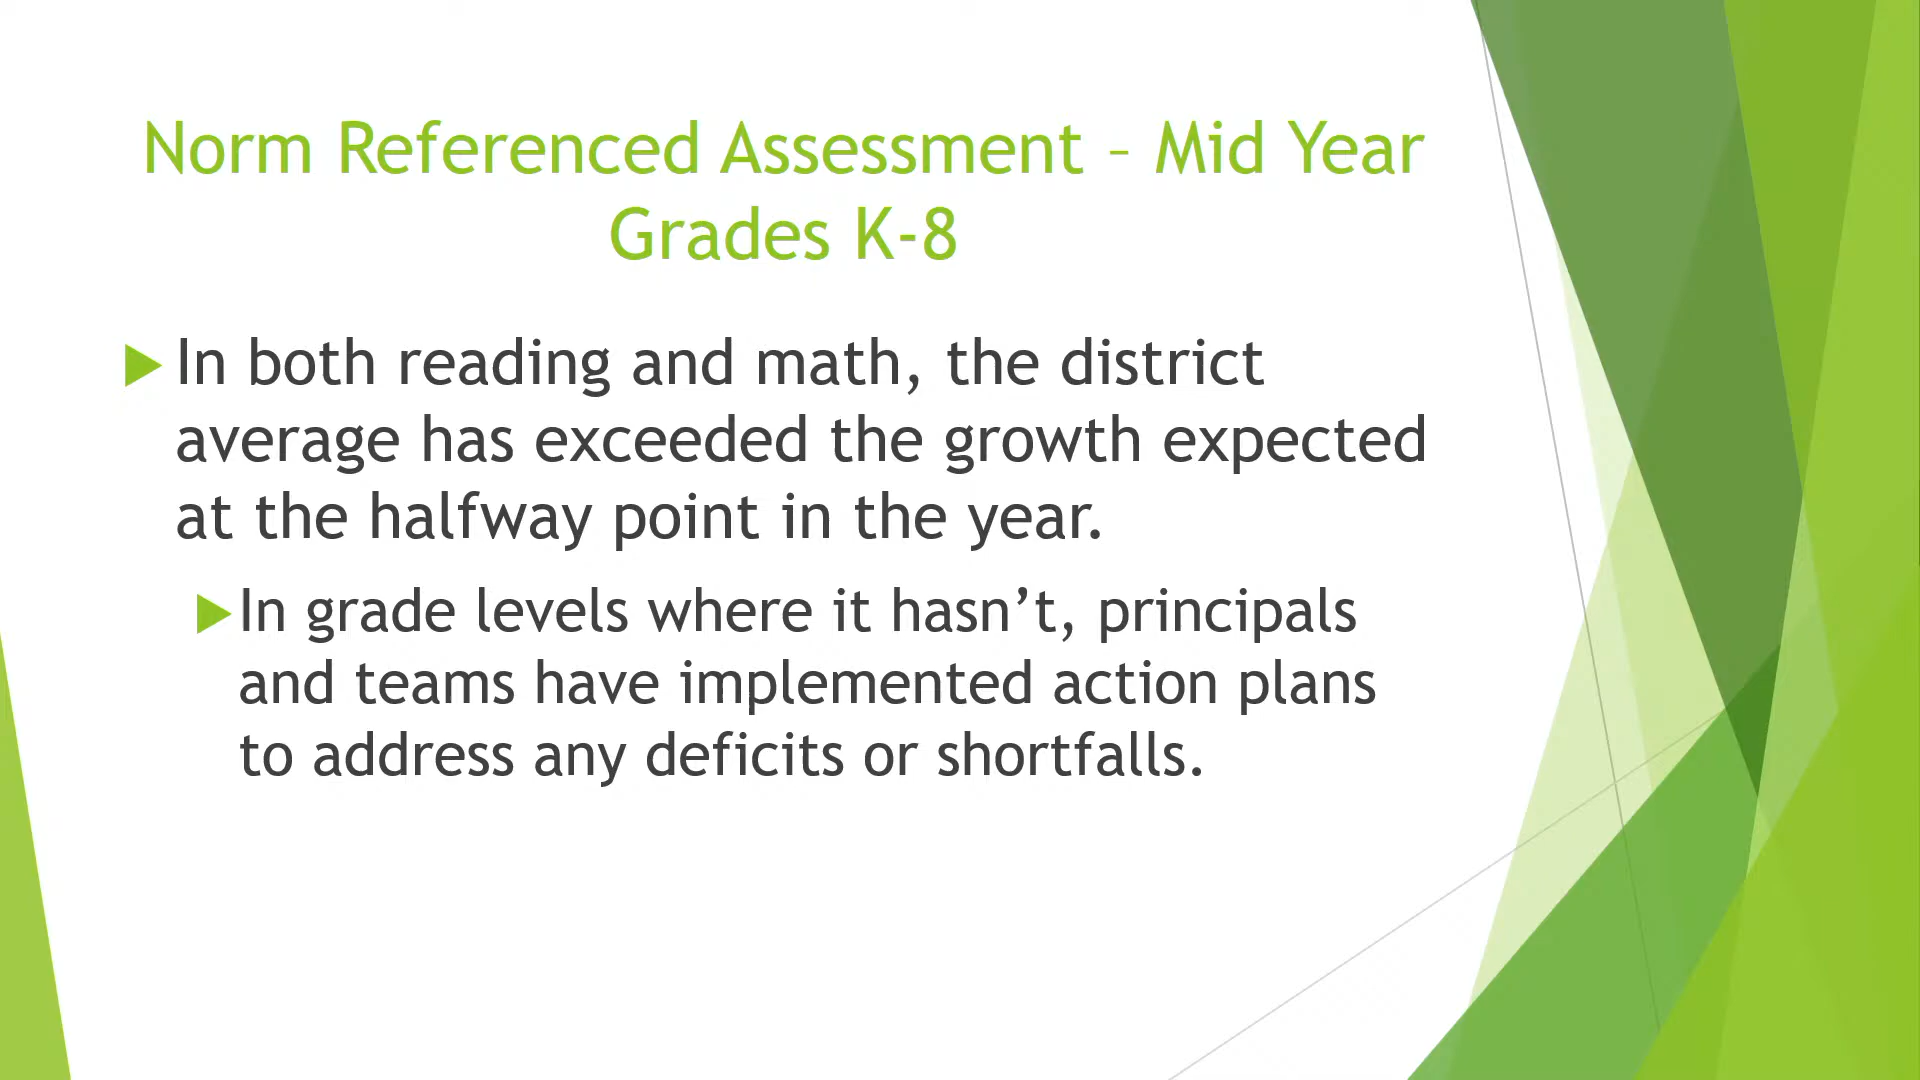 Norm Referenced Assessment – Mid Year
Grades K-8
In both reading and math, the district
average has exceeded the growth expected
at the halfway point in the year.
In grade levels where it hasn’t, principals
and teams have implemented action plans
to address any deficits or shortfalls.